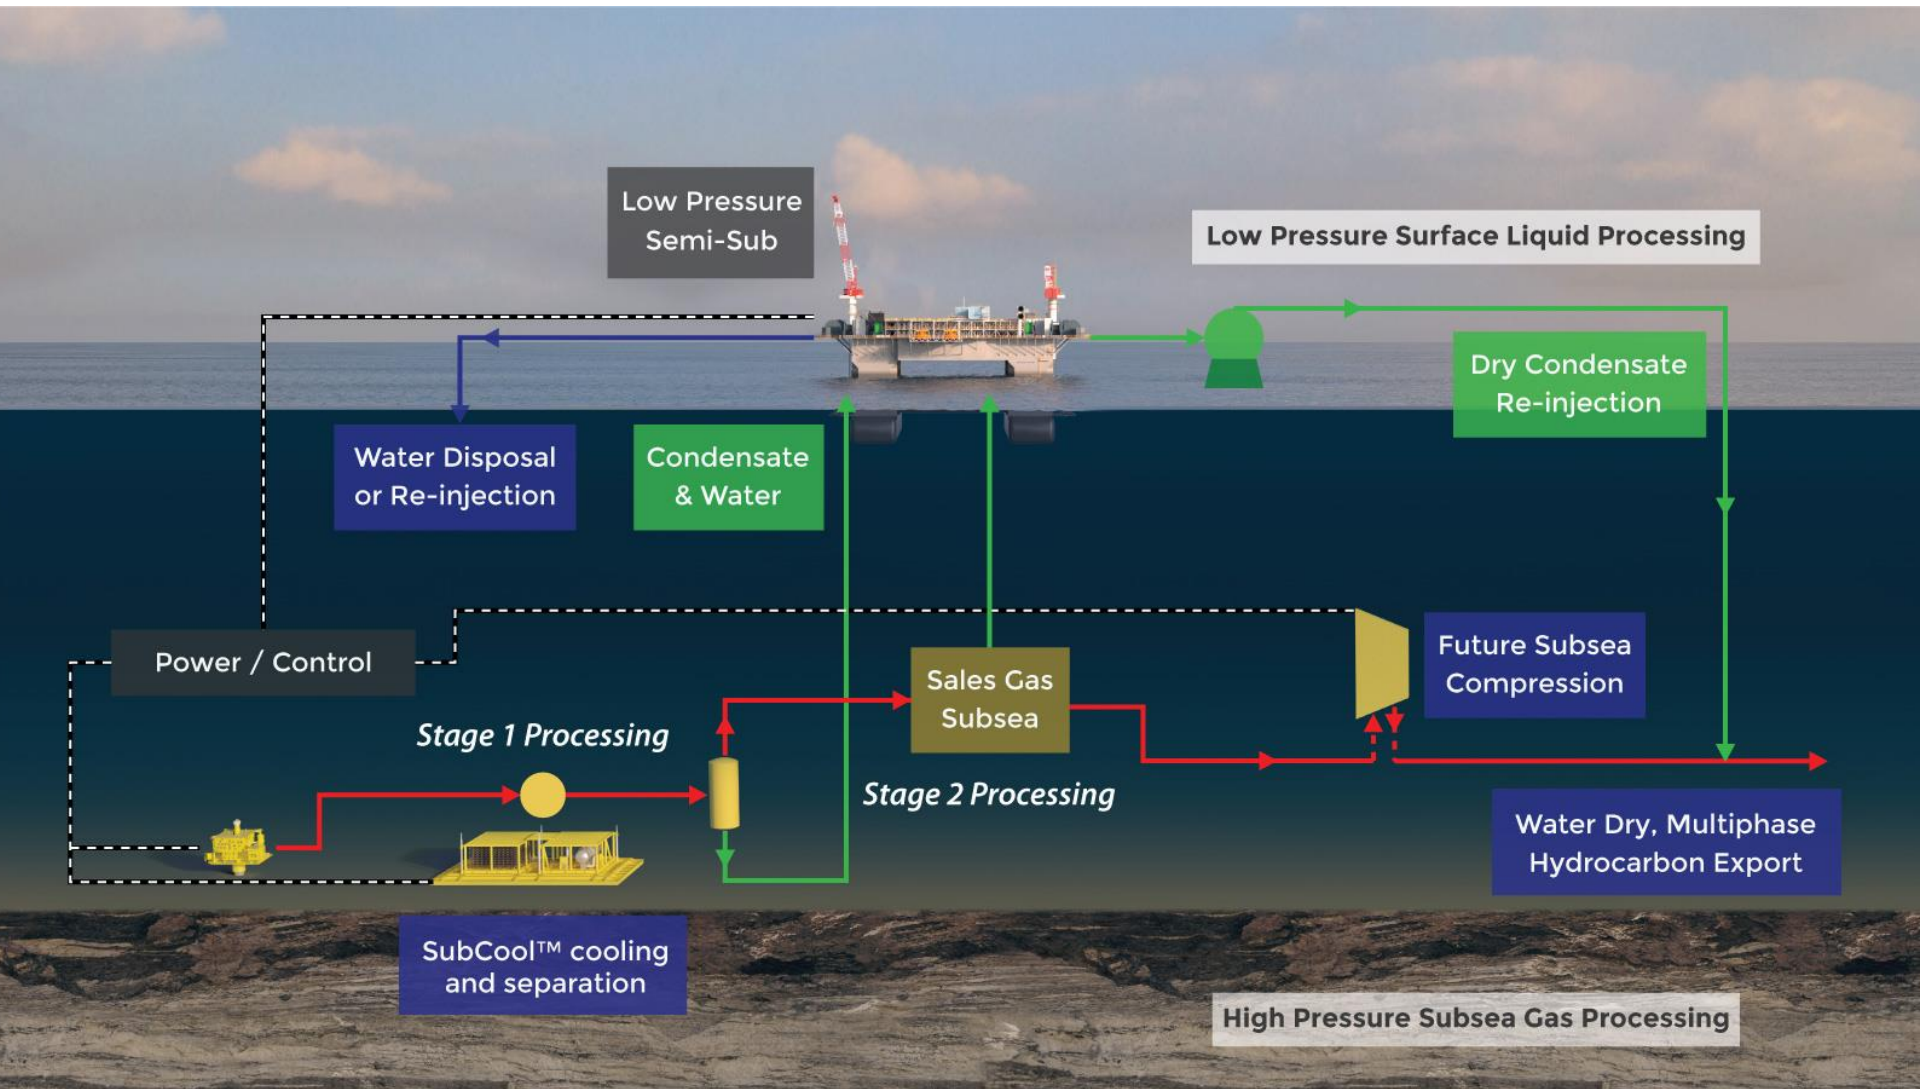 Low Pressure
Semi-Sub
Low Pressure Surface Liquid Processing
Dry Condensate
Re-injection
Water Disposal
or Re-injection
Condensate
& Water
Power / Control
Sales Gas
Subsea
Future Subsea
Compression
Stage 1 Processing
Stage 2 Processing
Water Dry, Multiphase
Hydrocarbon Export
SubCool™ cooling
and separation
High Pressure Subsea Gas Processing